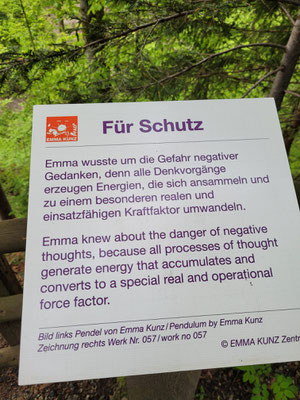 EMMA KUNZ
Für Schutz
Emma wusste um die Gefahr negativer
Gedanken, denn alle Denkvorgänge
erzeugen Energien, die sich ansammeln und
zu einem besonderen realen und
einsatzfähigen Kraftfaktor umwandeln.
Emma knew about the danger of negative
thoughts, because all processes of thought
generate energy that accumulates and
converts to a special real and operational
force factor.
Bild links Pendel von Emma Kunz / Pendulum by Emma Kunz
Zeichnung rechts Werk Nr. 057 / work no 057
© EMMA KUNZ Zentr